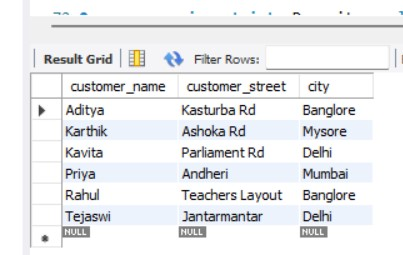 Result Grid Filter Rows:
customer_name customer_street city
Aditya Kasturba Rd Banglore
Karthik Ashoka Rd Mysore
Kavita Parliament Rd Delhi
Priya Andheri Mumbai
Rahul Teachers Layout Banglore
Tejaswi Jantarmantar Delhi
NULL NULL NULL